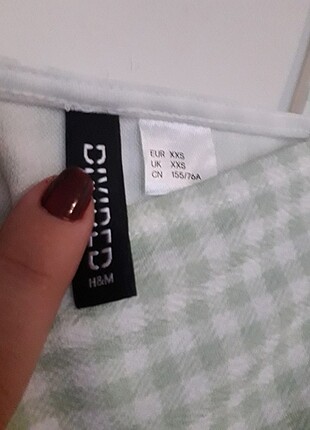 DIVIDED
H&M
EUR XXS
UK XXS
CN 155/76A